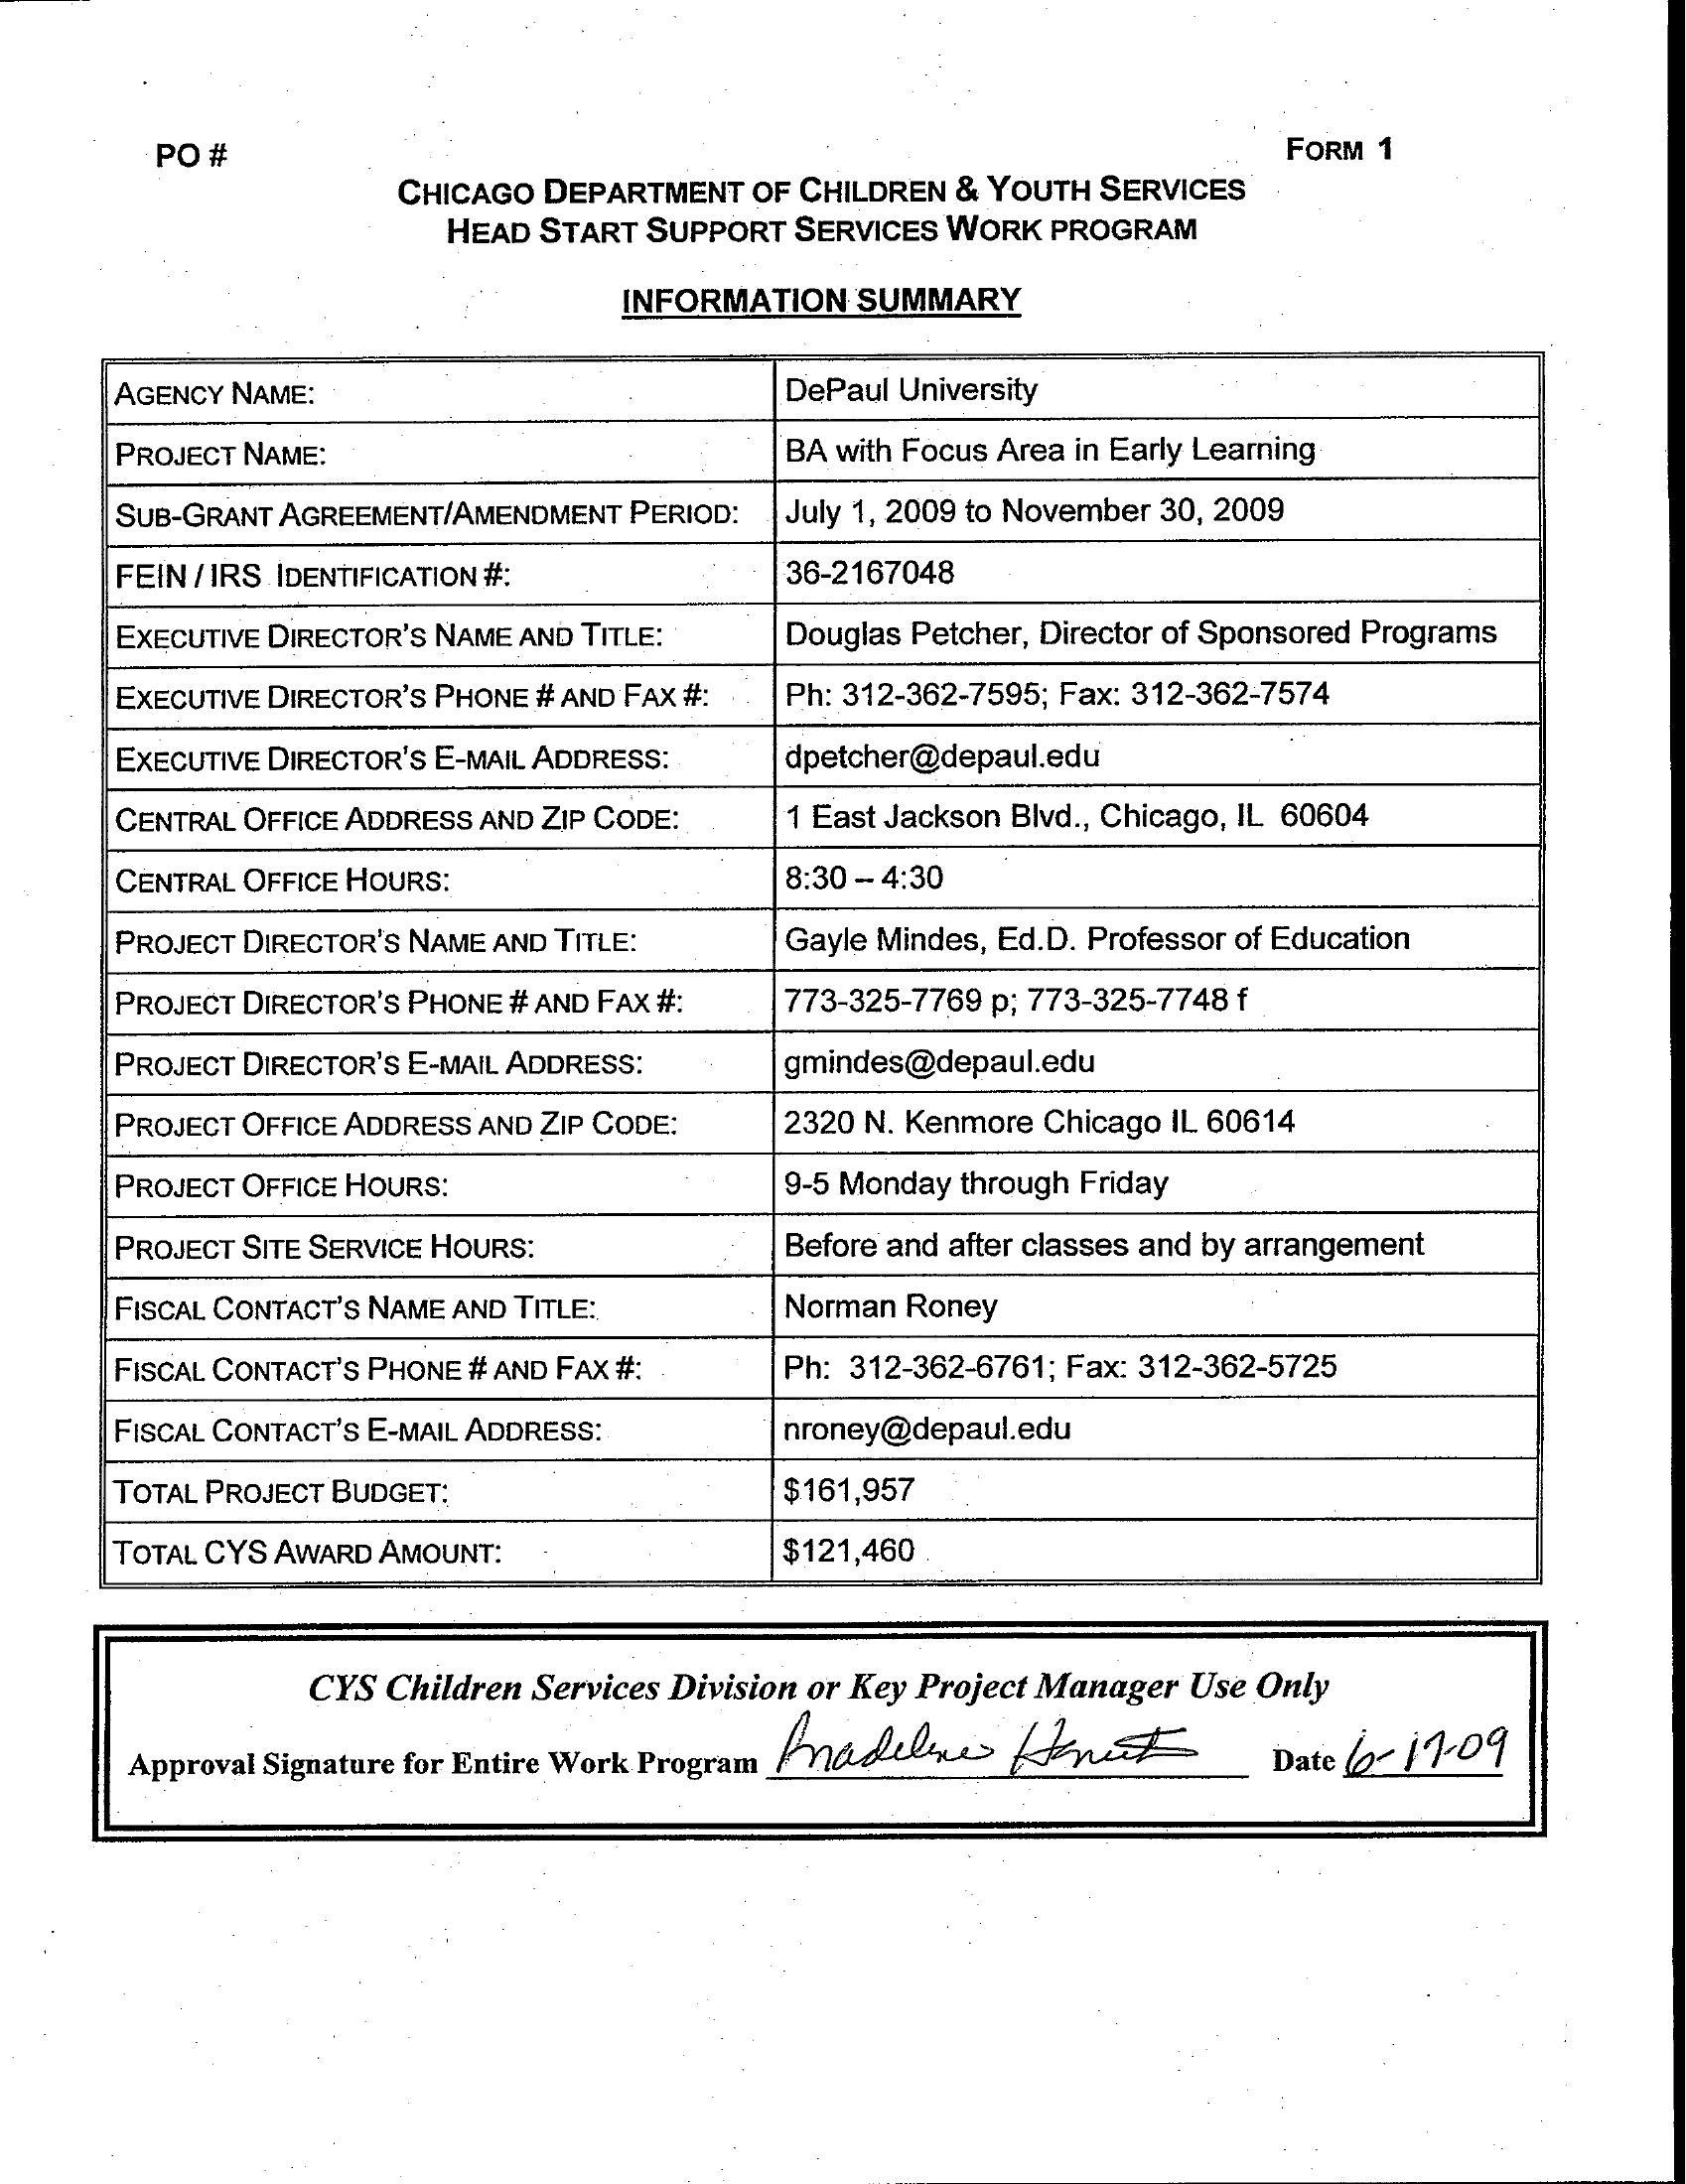 PO #
FORM 1
CHICAGO DEPARTMENT OF CHILDREN & YOUTH SERVICES
HEAD START SUPPORT SERVICES WORK PROGRAM
INFORMATION SUMMARY
AGENCY NAME: DePaul University
PROJECT NAME: BA with Focus Area in Early Learning
SUB-GRANT AGREEMENT/AMENDMENT PERIOD: July 1, 2009 to November 30, 2009
FEIN / IRS IDENTIFICATION #: 36-2167048
EXECUTIVE DIRECTOR'S NAME AND TITLE: Douglas Petcher, Director of Sponsored Programs
EXECUTIVE DIRECTOR'S PHONE # AND FAX #: Ph: 312-362-7595; Fax: 312-362-7574
EXECUTIVE DIRECTOR'S E-MAIL ADDRESS: dpetcher@depaul.edu
CENTRAL OFFICE ADDRESS AND ZIP CODE: 1 East Jackson Blvd., Chicago, IL 60604
CENTRAL OFFICE HOURS: 8:30 – 4:30
PROJECT DIRECTOR'S NAME AND TITLE: Gayle Mindes, Ed.D. Professor of Education
PROJECT DIRECTOR'S PHONE # AND FAX #: 773-325-7769 p; 773-325-7748 f
PROJECT DIRECTOR'S E-MAIL ADDRESS: gmindes@depaul.edu
PROJECT OFFICE ADDRESS AND ZIP CODE: 2320 N. Kenmore Chicago IL 60614
PROJECT OFFICE HOURS: 9-5 Monday through Friday
PROJECT SITE SERVICE HOURS: Before and after classes and by arrangement
FISCAL CONTACT'S NAME AND TITLE: Norman Roney
FISCAL CONTACT'S PHONE # AND FAX #: Ph: 312-362-6761; Fax: 312-362-5725
FISCAL CONTACT'S E-MAIL ADDRESS: nroney@depaul.edu
TOTAL PROJECT BUDGET: $161,957
TOTAL CYS AWARD AMOUNT: $121,460
CYS Children Services Division or Key Project Manager Use Only
Approval Signature for Entire Work Program Date